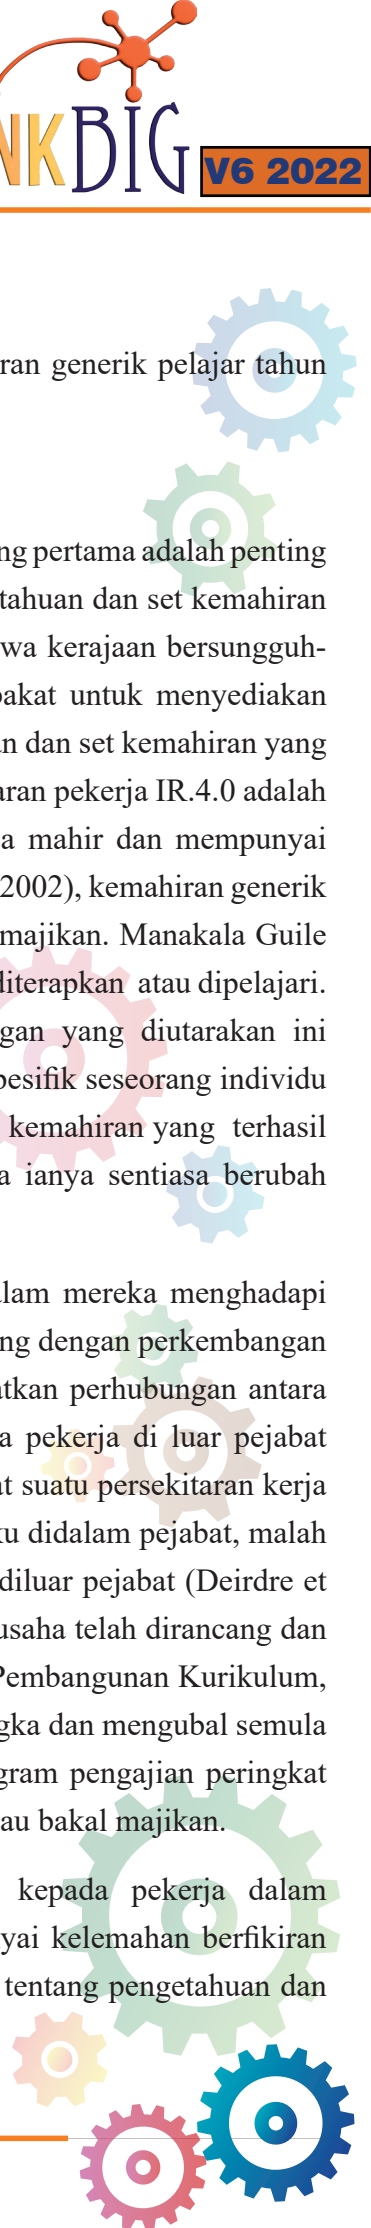 NKBIG
V6 2022
ran generik pelajar tahun
ng pertama adalah penting
tahuan dan set kemahiran
wa kerajaan bersungguh-
pakat untuk menyediakan
n dan set kemahiran yang
aran pekerja IR.4.0 adalah
a mahir dan mempunyai
2002), kemahiran generik
majikan. Manakala Guile
diterapkan atau dipelajari.
gan yang diutarakan ini
pesifik seseorang individu
kemahiran yang terhasil
a ianya sentiasa berubah
alam mereka menghadapi
ng dengan perkembangan
atkan perhubungan antara
a pekerja di luar pejabat
at suatu persekitaran kerja
ku didalam pejabat, malah
diluar pejabat (Deirdre et
usaha telah dirancang dan
Pembangunan Kurikulum,
gka dan mengubal semula
gram pengajian peringkat
au bakal majikan.
kepada pekerja dalam
yai kelemahan berfikiran
tentang pengetahuan dan